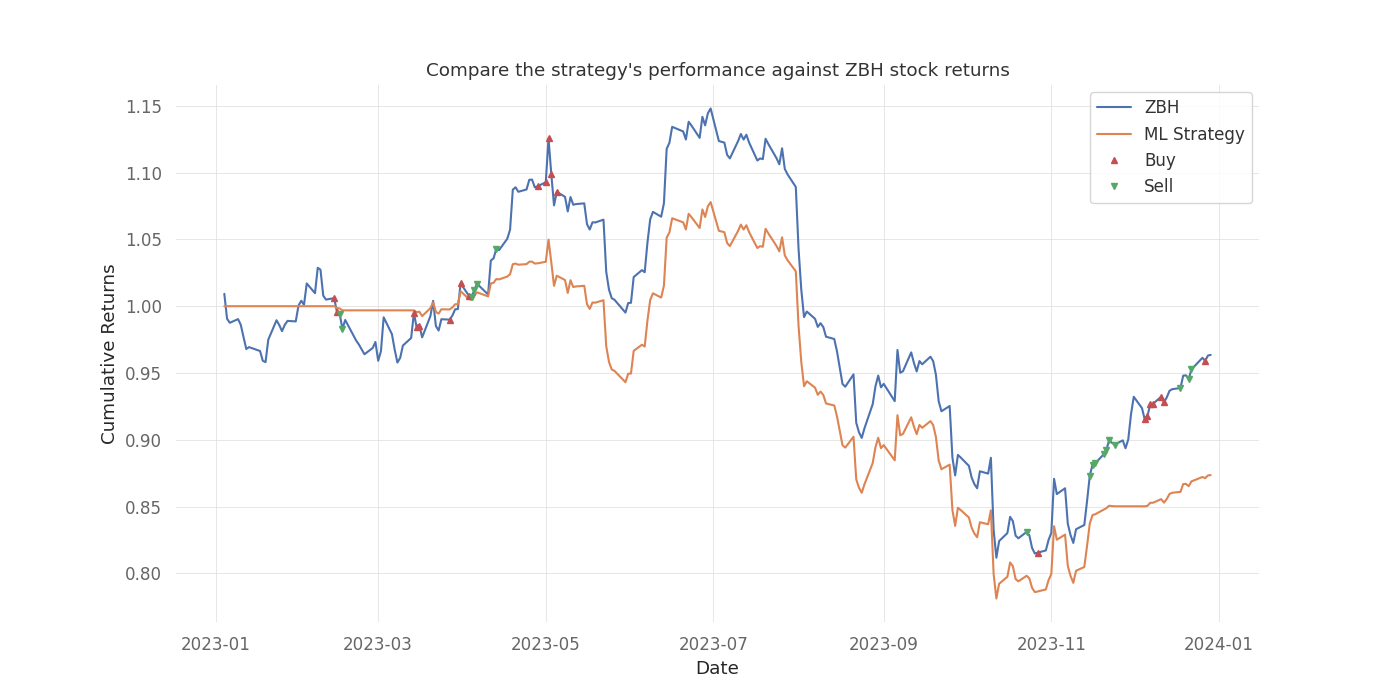 Compare the strategy's performance against ZBH stock returns
ZBH
ML Strategy
Buy
Sell
Cumulative Returns
1.15
1.10
1.05
1.00
0.95
0.90
0.85
0.80
2023-01
2023-03
2023-05
2023-07
2023-09
2023-11
2024-01
Date